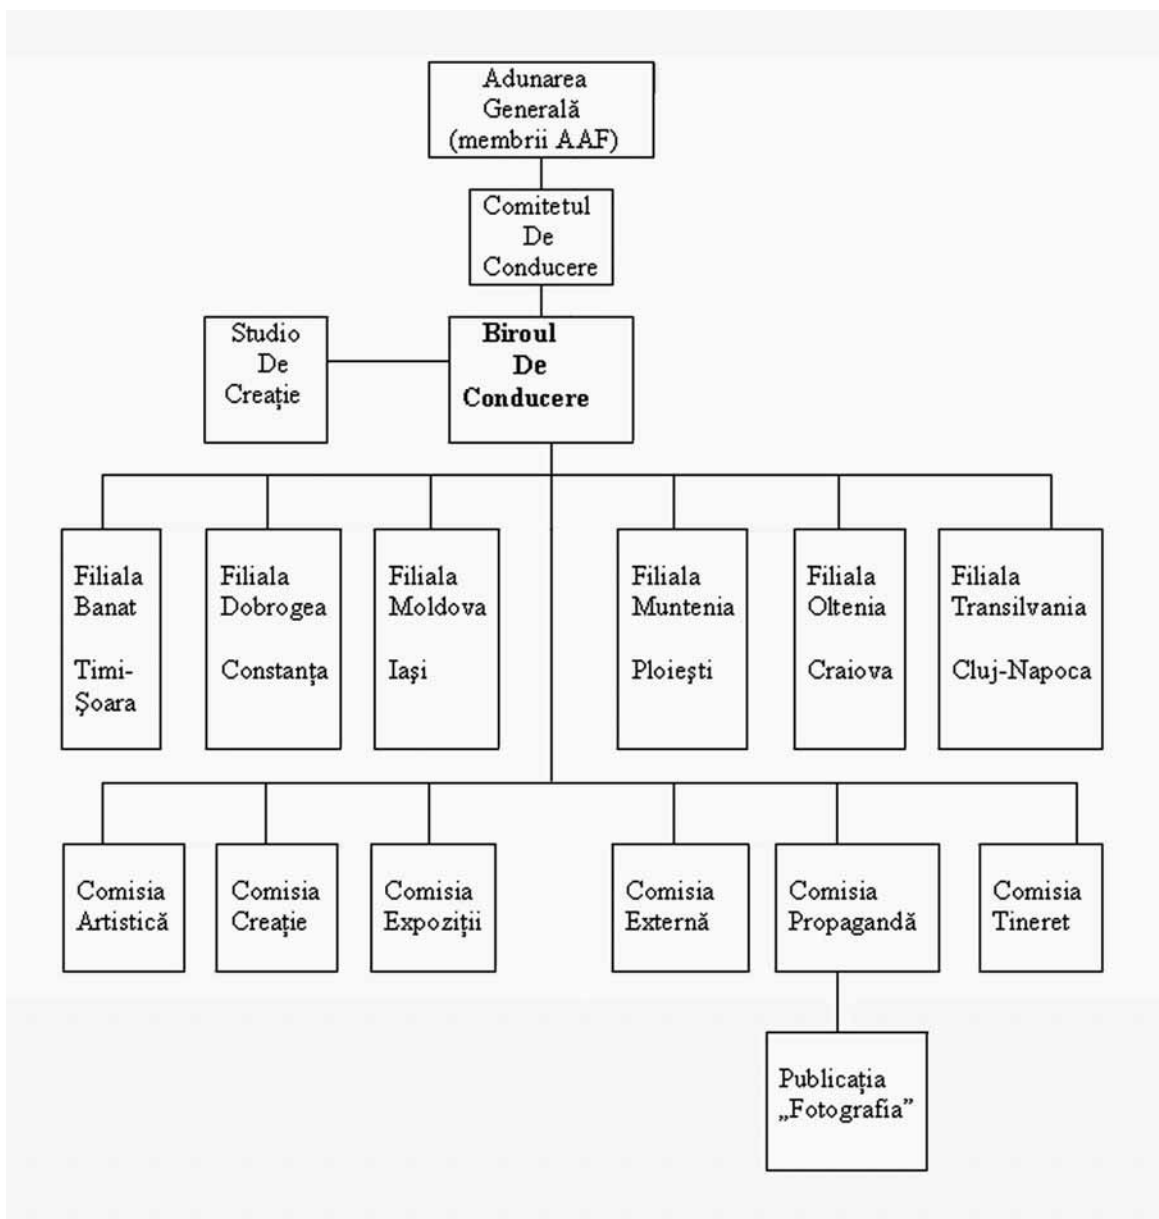 Adunarea
Generală
(membrii AAF)
Comitetul
De
Conducere
Studio
De
Creație
Biroul
De
Conducere
Filiala
Banat
Timi-
Șoara
Filiala
Dobrogea
Constanța
Filiala
Moldova
Iași
Filiala
Muntenia
Ploiești
Filiala
Oltenia
Craiova
Filiala
Transilvania
Cluj-Napoca
Comisia
Artistică
Comisia
Creație
Comisia
Expoziții
Comisia
Externă
Comisia
Propagandă
Comisia
Tineret
Publicația
„Fotografia”